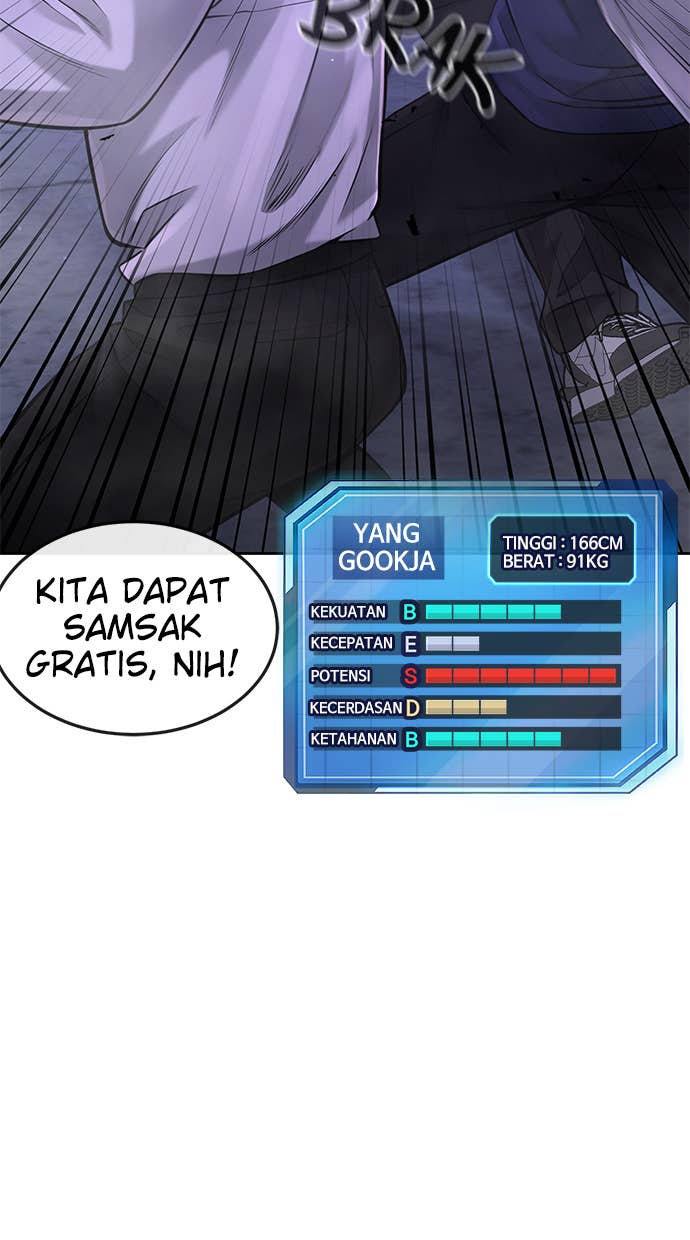 BRAK
YANG
GOOKJA
TINGGI : 166CM
BERAT : 91KG
KEKUATAN B
KECEPATAN E
POTENSI S
KECERDASAN D
KETAHANAN B
KITA DAPAT
SAMSAK
GRATIS, NIH!